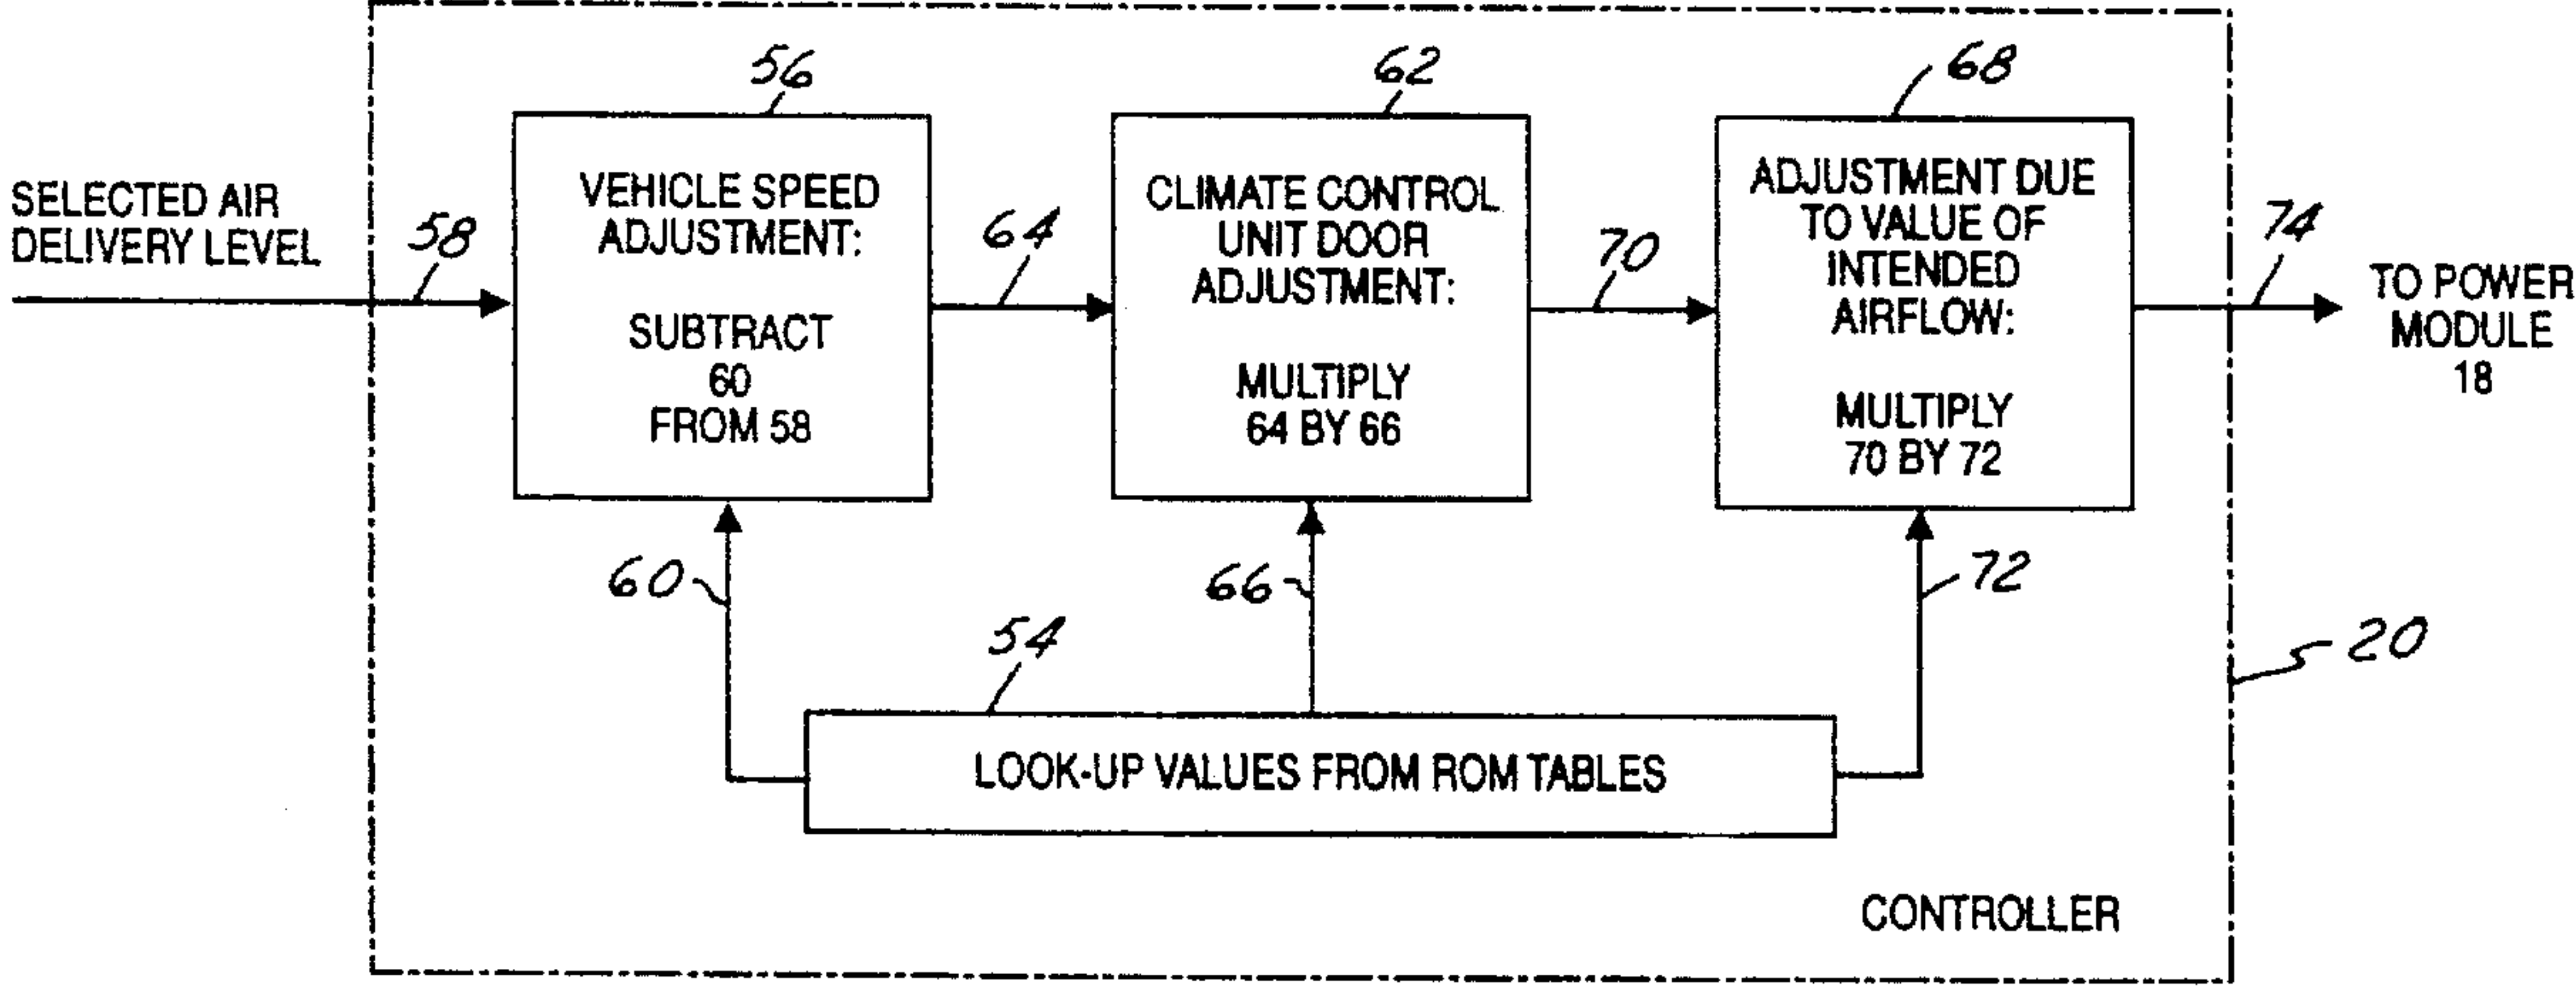 56
62
68
SELECTED AIR
DELIVERY LEVEL
58
VEHICLE SPEED
ADJUSTMENT:
SUBTRACT
60
FROM 58
64
CLIMATE CONTROL
UNIT DOOR
ADJUSTMENT:
MULTIPLY
64 BY 66
70
ADJUSTMENT DUE
TO VALUE OF
INTENDED
AIRFLOW:
MULTIPLY
70 BY 72
74
TO POWER
MODULE
18
60
66
72
54
20
LOOK-UP VALUES FROM ROM TABLES
CONTROLLER